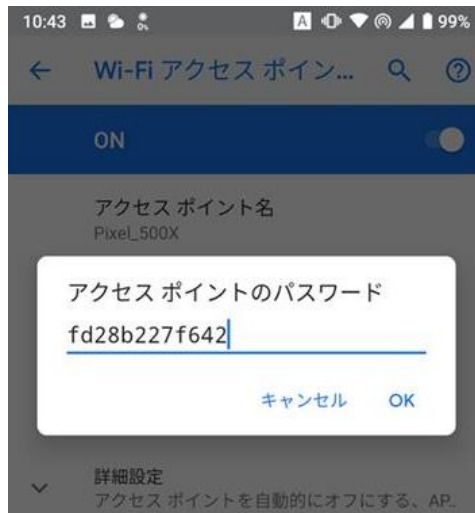 10:43 0% A 99%
Wi-Fi アクセス ポイン...
ON
アクセス ポイント名
Pixel_500X
アクセス ポイントのパスワード
fd28b227f642
キャンセル OK
詳細設定
アクセス ポイントを自動的にオフにする、AP..